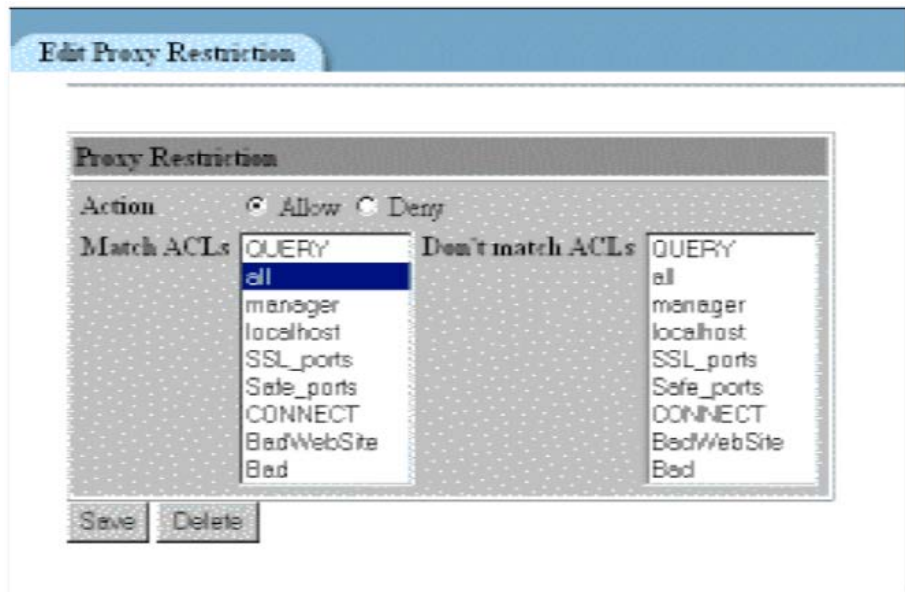 Edit Proxy Restriction
Proxy Restriction
Action Allow Deny
Match ACLs
QUERY
all
manager
localhost
SSL_ports
Safe_ports
CONNECT
BadWebSite
Bad
Don't match ACLs
QUERY
all
manager
localhost
SSL_ports
Safe_ports
CONNECT
BadWebSite
Bad
Save Delete